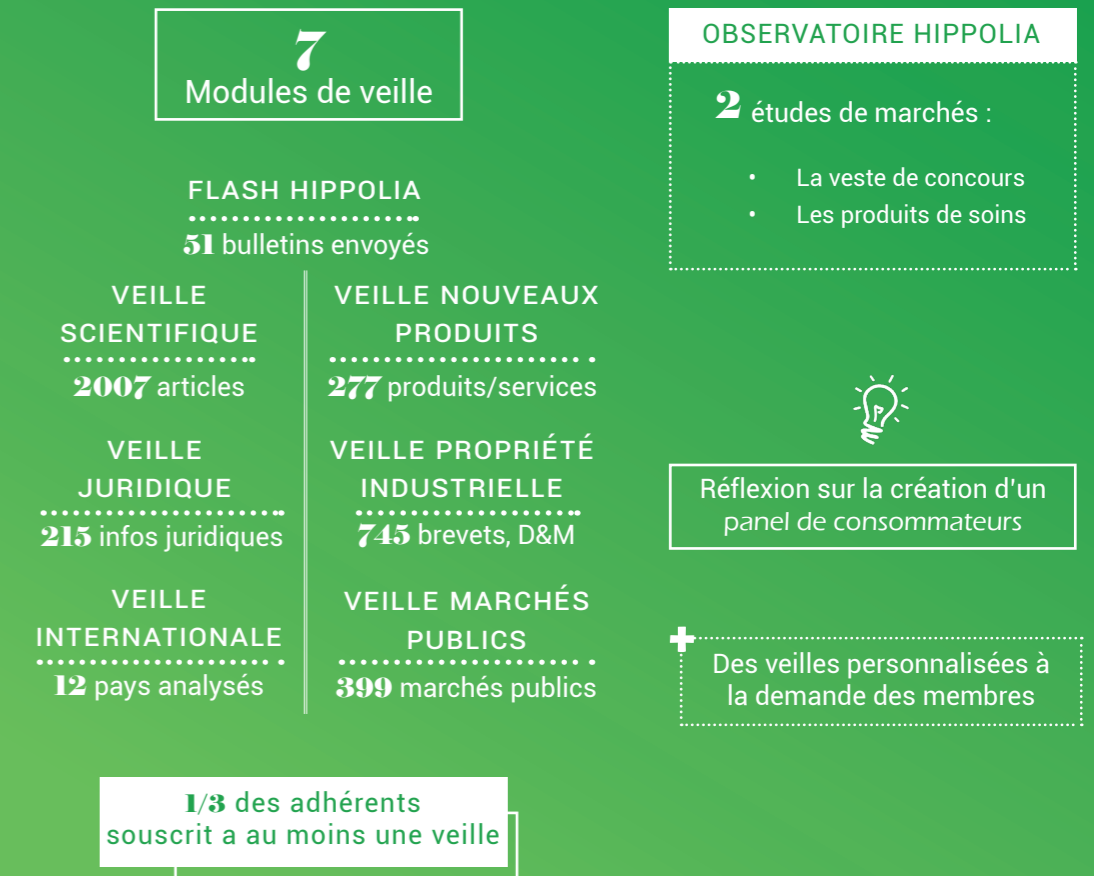 7
Modules de veille
FLASH HIPPOLIA
51 bulletins envoyés
VEILLE
SCIENTIFIQUE
2007 articles
VEILLE
JURIDIQUE
215 infos juridiques
VEILLE
INTERNATIONALE
12 pays analysés
VEILLE NOUVEAUX
PRODUITS
277 produits/services
VEILLE PROPRIÉTÉ
INDUSTRIELLE
745 brevets, D&M
VEILLE MARCHÉS
PUBLICS
399 marchés publics
1/3 des adhérents
souscrit a au moins une veille
OBSERVATOIRE HIPPOLIA
2 études de marchés :
• La veste de concours
• Les produits de soins
Réflexion sur la création d'un
panel de consommateurs
+
Des veilles personnalisées à
la demande des membres